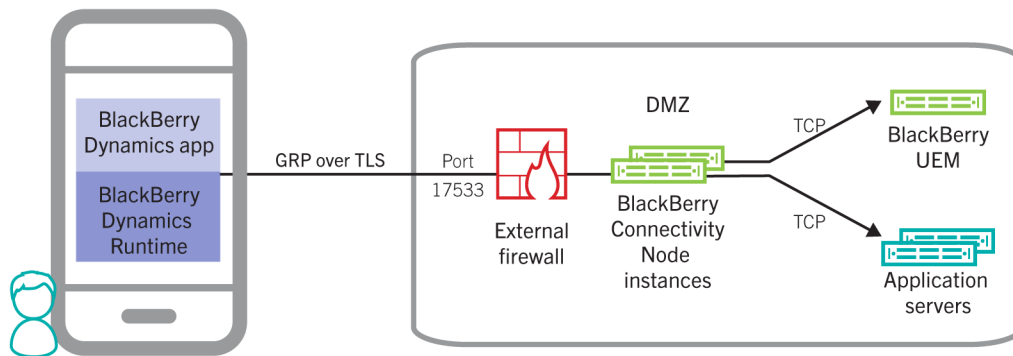 BlackBerry
Dynamics app
BlackBerry
Dynamics
Runtime
GRP over TLS
Port
17533
External
firewall
DMZ
BlackBerry
Connectivity
Node
instances
TCP
BlackBerry
UEM
TCP
Application
servers